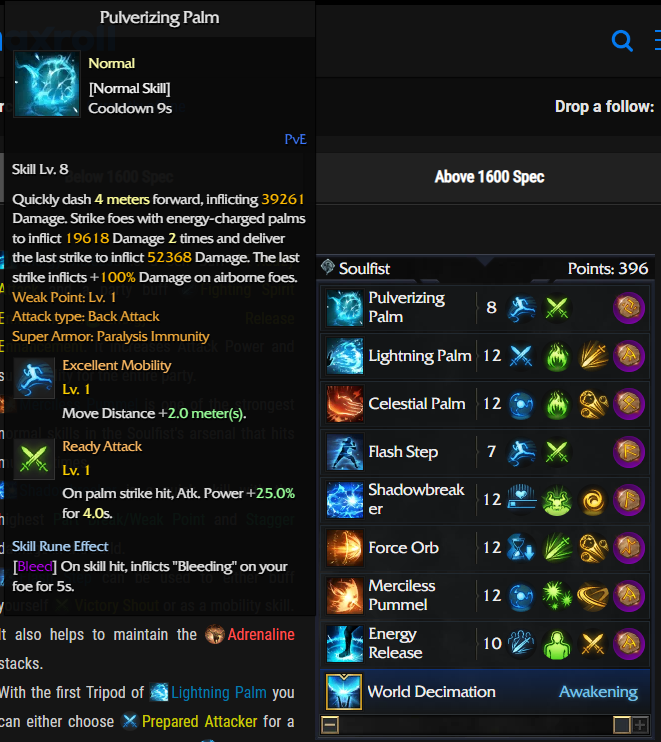 Pulverizing Palm
Normal
[Normal Skill]
Cooldown 9s
PvE
Skill Lv. 8
Quickly dash 4 meters forward, inflicting 39261
Damage. Strike foes with energy-charged palms
to inflict 19618 Damage 2 times and deliver
the last strike to inflict 52368 Damage. The last
strike inflicts +100% Damage on airborne foes.
Weak Point: Lv. 1
Attack type: Back Attack
Super Armor: Paralysis Immunity
Excellent Mobility
Lv. 1
Move Distance +2.0 meter(s).
Ready Attack
Lv. 1
On palm strike hit, Atk. Power +25.0%
for 4.0s.
Skill Rune Effect
[Bleed] On skill hit, inflicts "Bleeding" on your
foe for 5s.
It also helps to maintain the Adrenaline
stacks.
With the first Tripod of Lightning Palm you
can either choose Prepared Attacker for a
Drop a follow:
Below 1600 Spec
Above 1600 Spec
Soulfist Points: 396
Pulverizing
Palm 8
Lightning Palm 12
Celestial Palm 12
Flash Step 7
Shadowbreak
er 12
Force Orb 12
Merciless
Pummel 12
Energy
Release 10
World Decimation Awakening